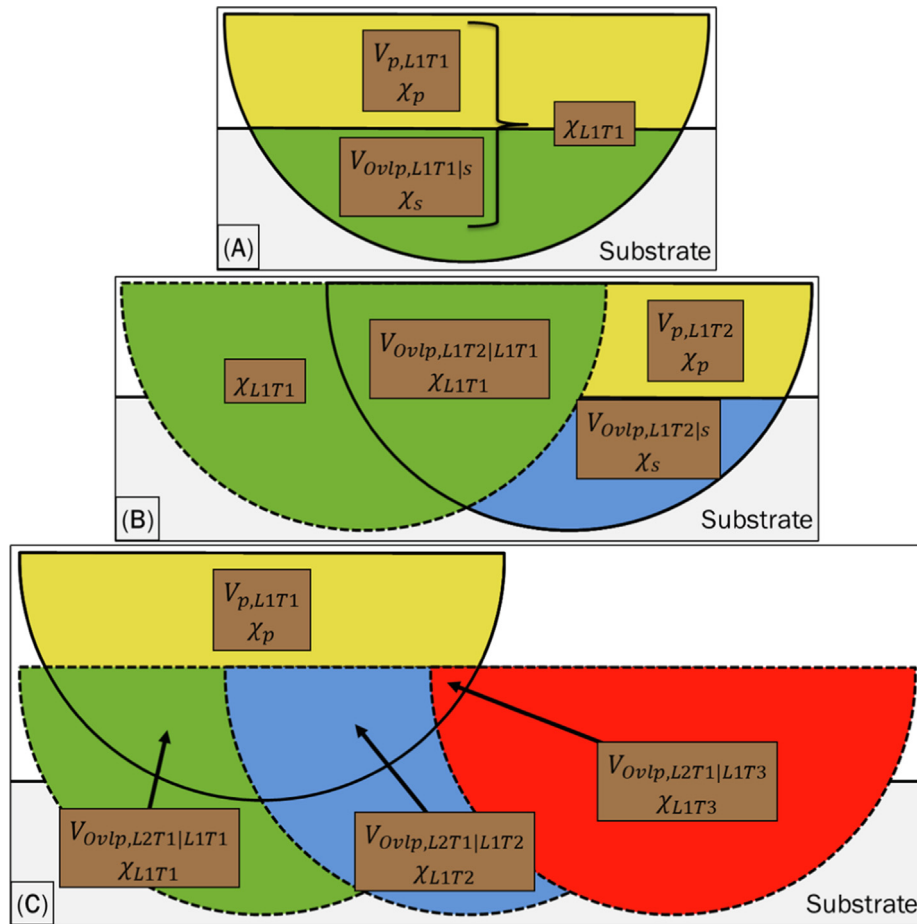 V_{p,L1T1}
χ_p
χ_{L1T1}
V_{Ovlp,L1T1|s}
χ_s
(A)
Substrate
V_{p,L1T2}
χ_p
V_{Ovlp,L1T2|L1T1}
χ_{L1T1}
χ_{L1T1}
V_{Ovlp,L1T2|s}
χ_s
(B)
Substrate
V_{p,L1T1}
χ_p
V_{Ovlp,L2T1|L1T3}
χ_{L1T3}
V_{Ovlp,L2T1|L1T1}
χ_{L1T1}
V_{Ovlp,L2T1|L1T2}
χ_{L1T2}
(C)
Substrate